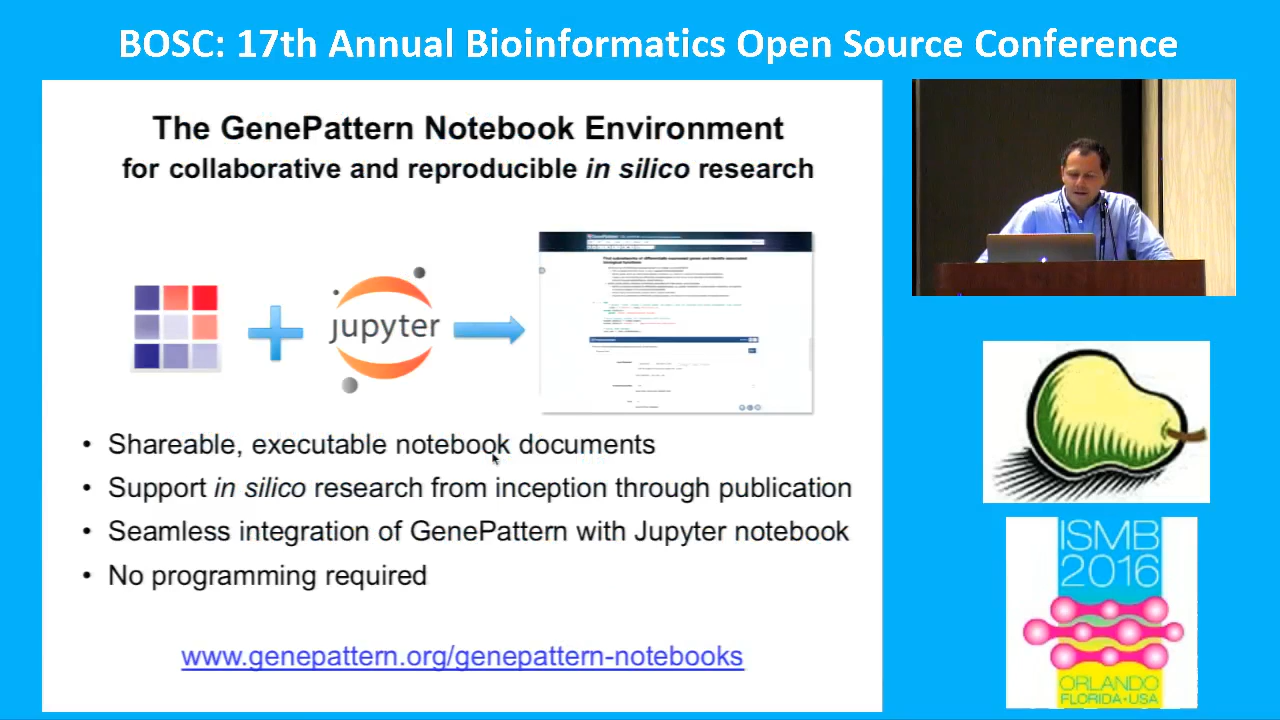 BOSC: 17th Annual Bioinformatics Open Source Conference
The GenePattern Notebook Environment
for collaborative and reproducible in silico research
jupyter
• Shareable, executable notebook documents
• Support in silico research from inception through publication
• Seamless integration of GenePattern with Jupyter notebook
• No programming required
www.genepattern.org/genepattern-notebooks
ISMB
2016
ORLANDO
FLORIDA • USA